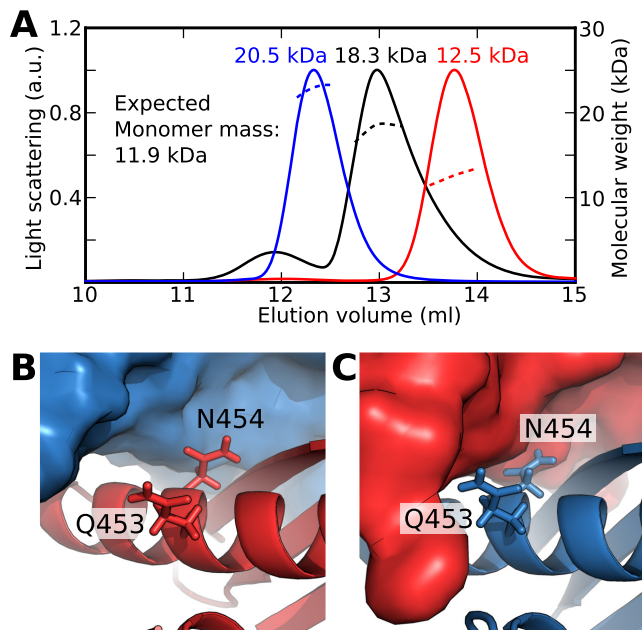 A
1.2
30
20.5 kDa 18.3 kDa 12.5 kDa
Expected
Monomer mass:
11.9 kDa
0.8
20
0.4
10
Light scattering (a.u.)
Molecular weight (kDa)
10 11 12 13 14 15
Elution volume (ml)
B
N454
Q453
C
N454
Q453